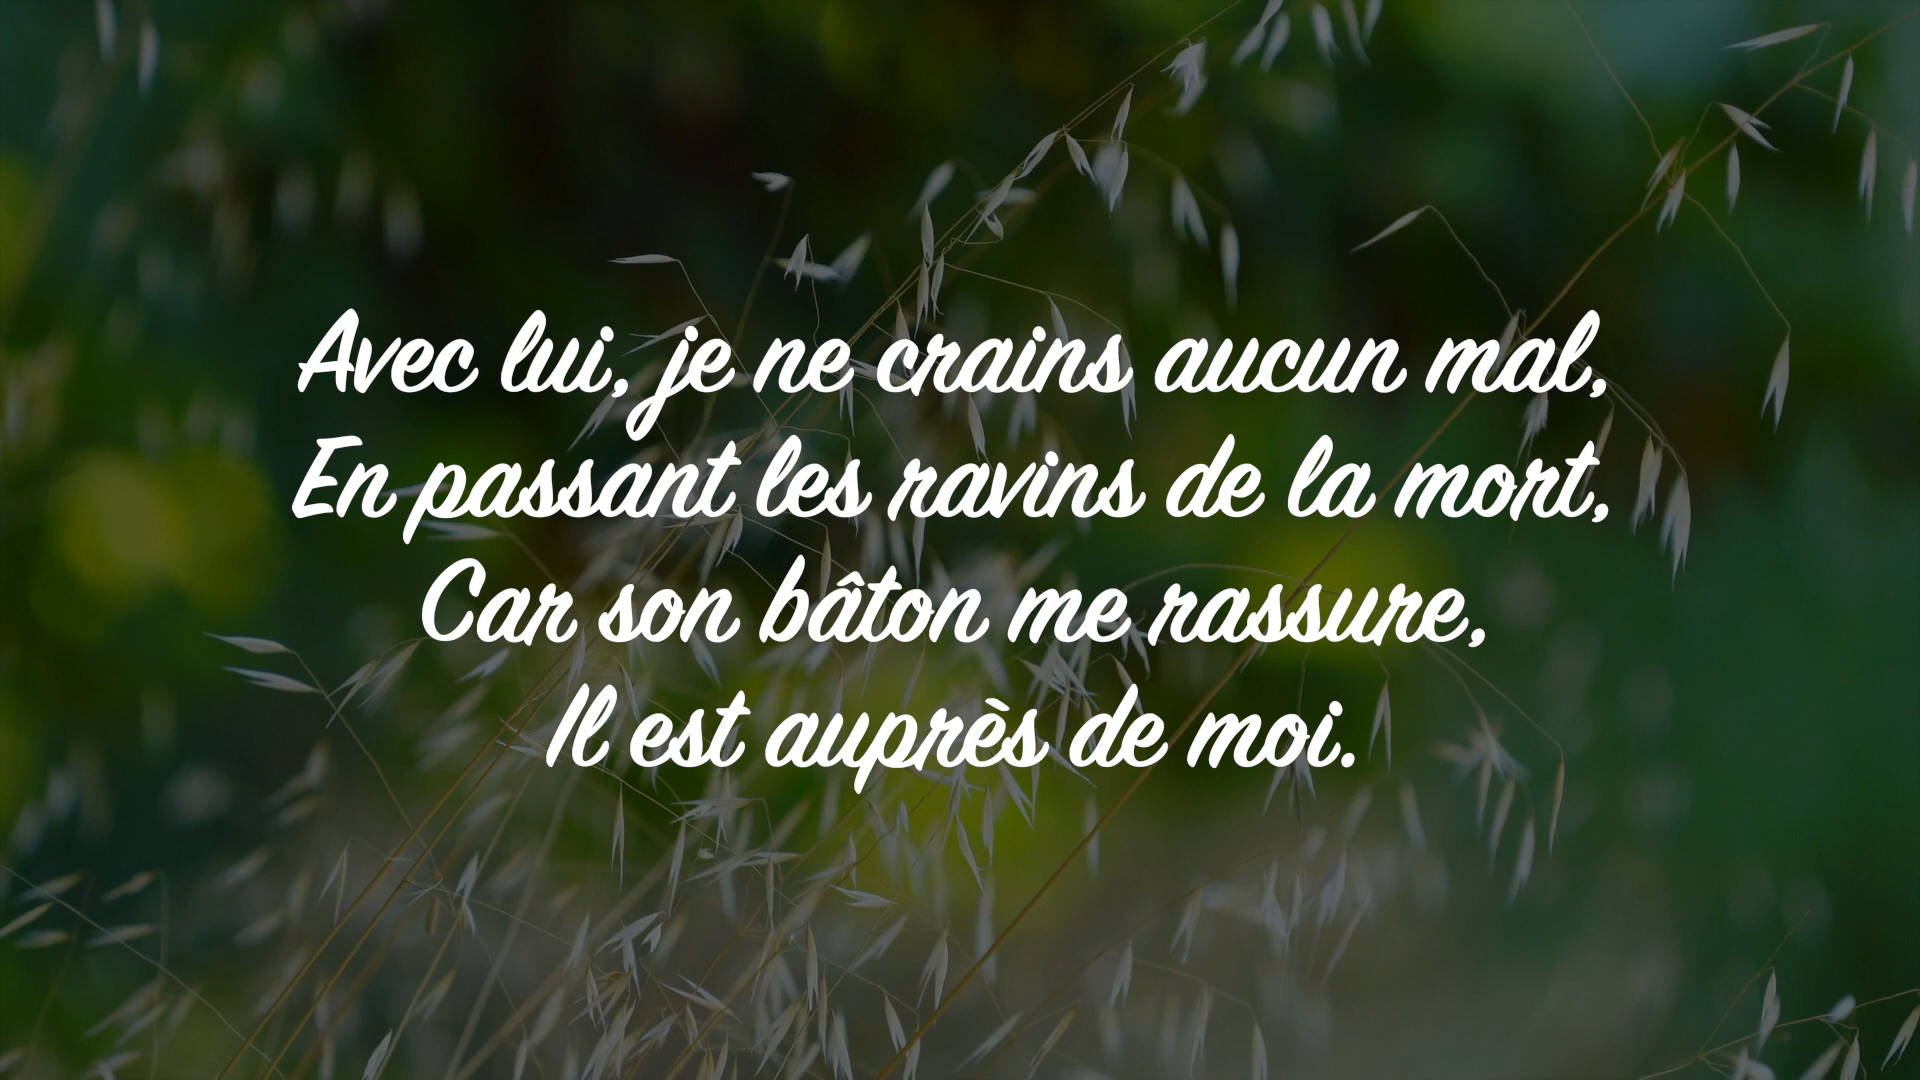 Avec lui, je ne crains aucun mal,
En passant les ravins de la mort,
Car son bâton me rassure,
Il est auprès de moi.